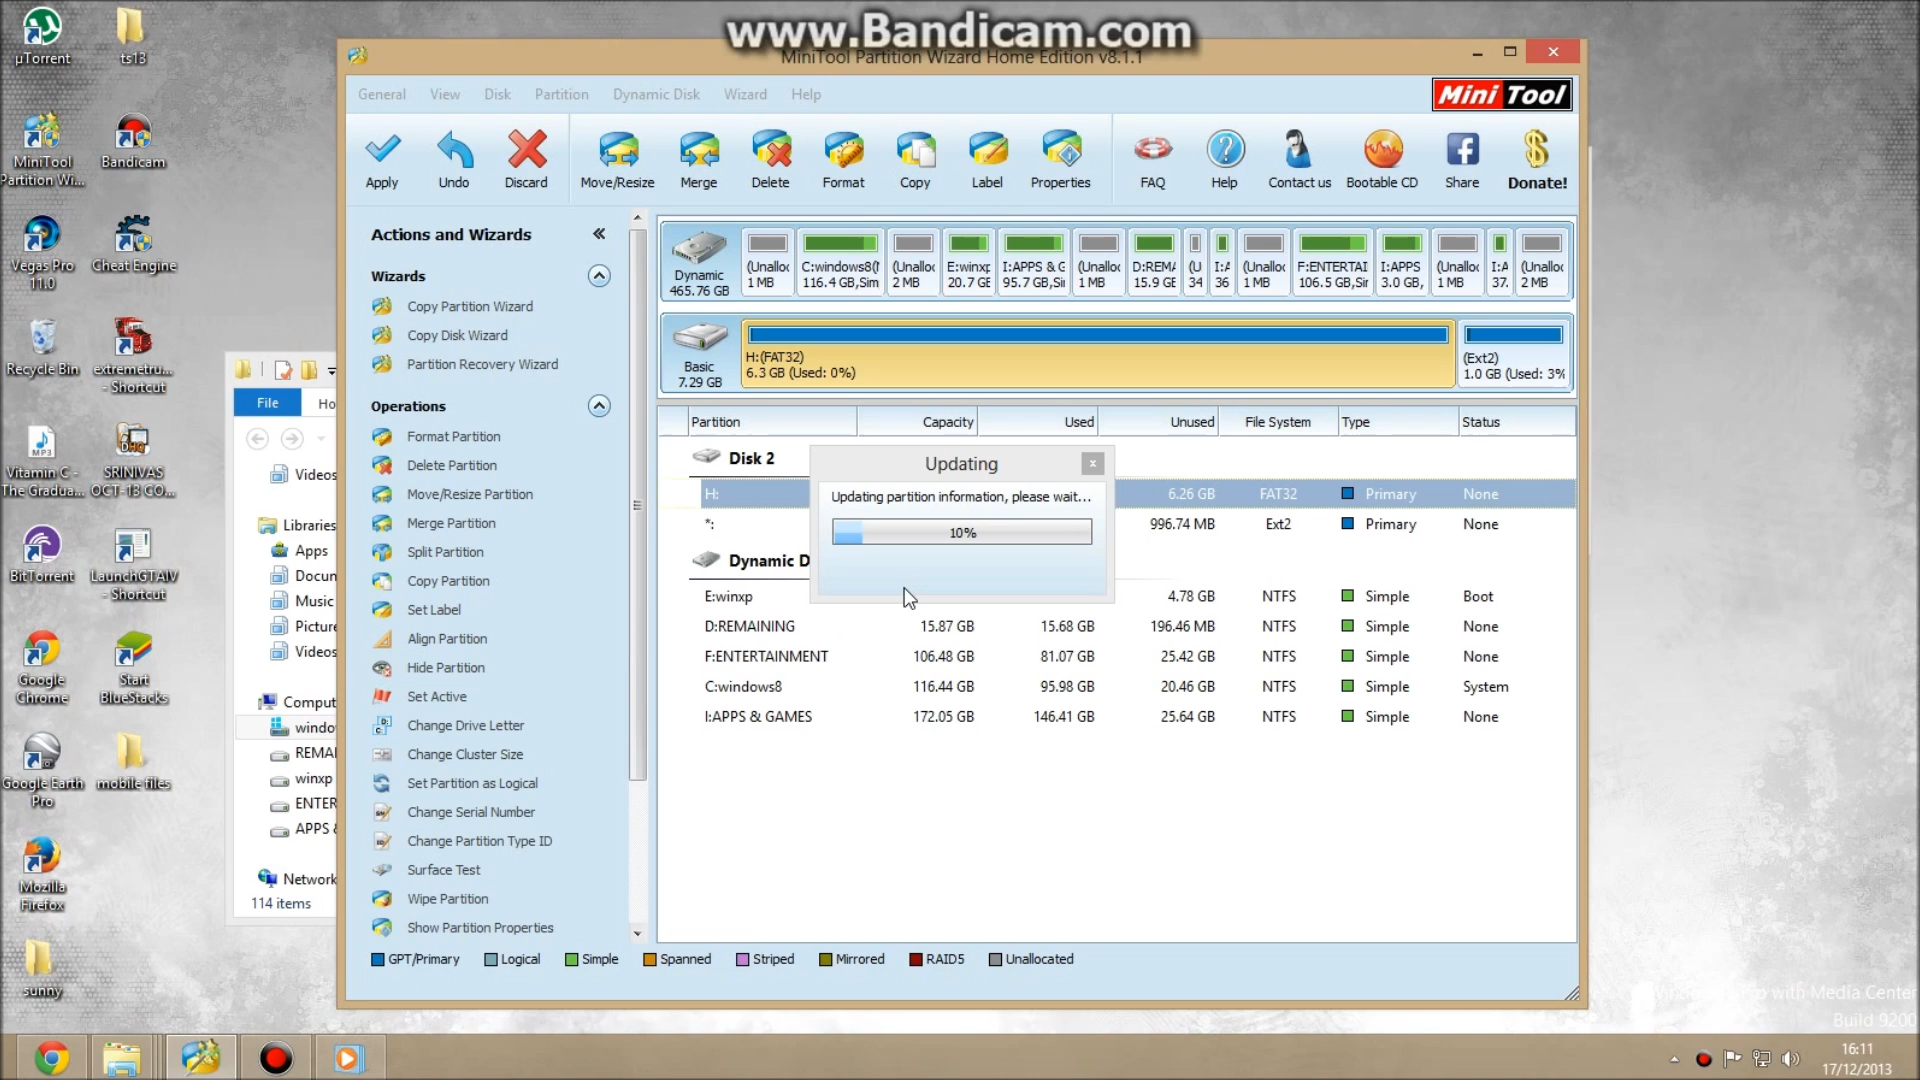 www.Bandicam.com
µTorrent
ts13
MiniTool
Partition Wi...
Bandicam
Vegas Pro
11.0
Cheat Engine
Recycle Bin
extremetru...
- Shortcut
Vitamin C -
The Gradua...
SRINIVAS
OCT-13 CO...
BitTorrent
LaunchGTAIV
- Shortcut
Google
Chrome
Start
BlueStacks
Google Earth
Pro
mobile files
Mozilla
Firefox
sunny
File
Ho
Videos
Libraries
Apps
Docum
Music
Picture
Videos
Comput
windo
REMAI
winxp
ENTER
APPS &
Network
114 items
MiniTool Partition Wizard Home Edition v8.1.1
General View Disk Partition Dynamic Disk Wizard Help
Mini Tool
Apply Undo Discard Move/Resize Merge Delete Format Copy Label Properties FAQ Help Contact us Bootable CD Share Donate!
Actions and Wizards
Wizards
Copy Partition Wizard
Copy Disk Wizard
Partition Recovery Wizard
Operations
Format Partition
Delete Partition
Move/Resize Partition
Merge Partition
Split Partition
Copy Partition
Set Label
Align Partition
Hide Partition
Set Active
Change Drive Letter
Change Cluster Size
Set Partition as Logical
Change Serial Number
Change Partition Type ID
Surface Test
Wipe Partition
Show Partition Properties
Dynamic (Unalloc C:windows8(N (Unalloc E:winxp I:APPS & G (Unalloc D:REMA (U I:A (Unalloc F:ENTERTAI I:APPS (Unalloc I:A (Unalloc
465.76 GB 1 MB 116.4 GB,Sim 2 MB 20.7 GE 95.7 GB,Si 1 MB 15.9 GE 34 36 1 MB 106.5 GB,Sir 3.0 GB, 1 MB 37. 2 MB
Basic H:(FAT32) (Ext2)
7.29 GB 6.3 GB (Used: 0%) 1.0 GB (Used: 3%
Partition Capacity Used Unused File System Type Status
Disk 2
H: 6.26 GB FAT32 Primary None
*: 996.74 MB Ext2 Primary None
Dynamic D
E:winxp 4.78 GB NTFS Simple Boot
D:REMAINING 15.87 GB 15.68 GB 196.46 MB NTFS Simple None
F:ENTERTAINMENT 106.48 GB 81.07 GB 25.42 GB NTFS Simple None
C:windows8 116.44 GB 95.98 GB 20.46 GB NTFS Simple System
I:APPS & GAMES 172.05 GB 146.41 GB 25.64 GB NTFS Simple None
Updating
x
Updating partition information, please wait...
10%
GPT/Primary Logical Simple Spanned Striped Mirrored RAID5 Unallocated
with Media Center
Build 9200
16:11
17/12/2013